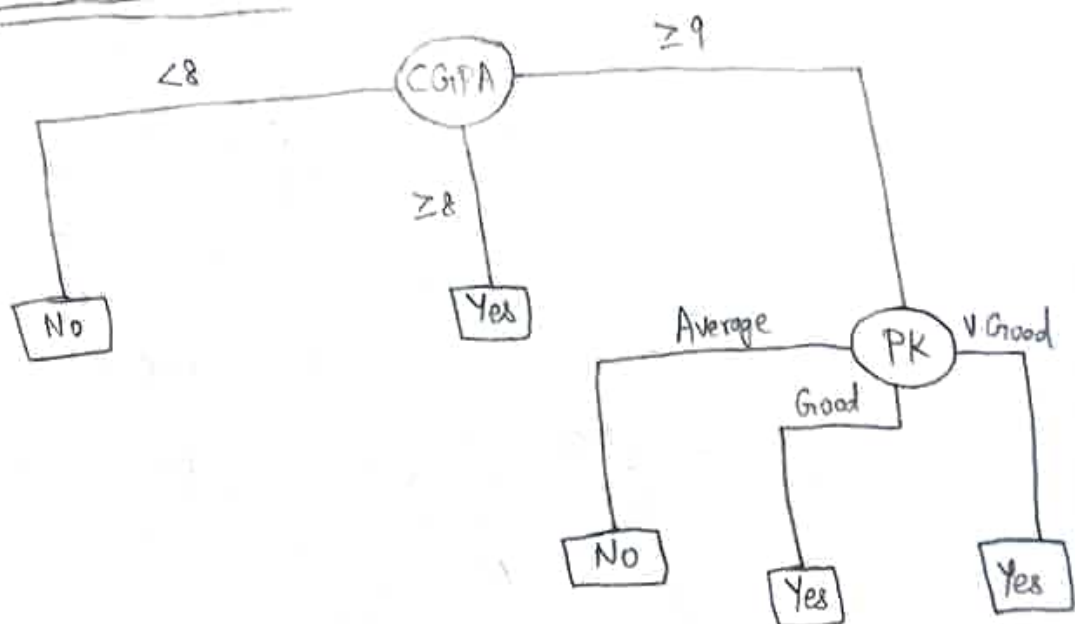 <8
CGPA
≥9
≥8
No
Yes
Average
PK
V.Good
Good
No
Yes
Yes